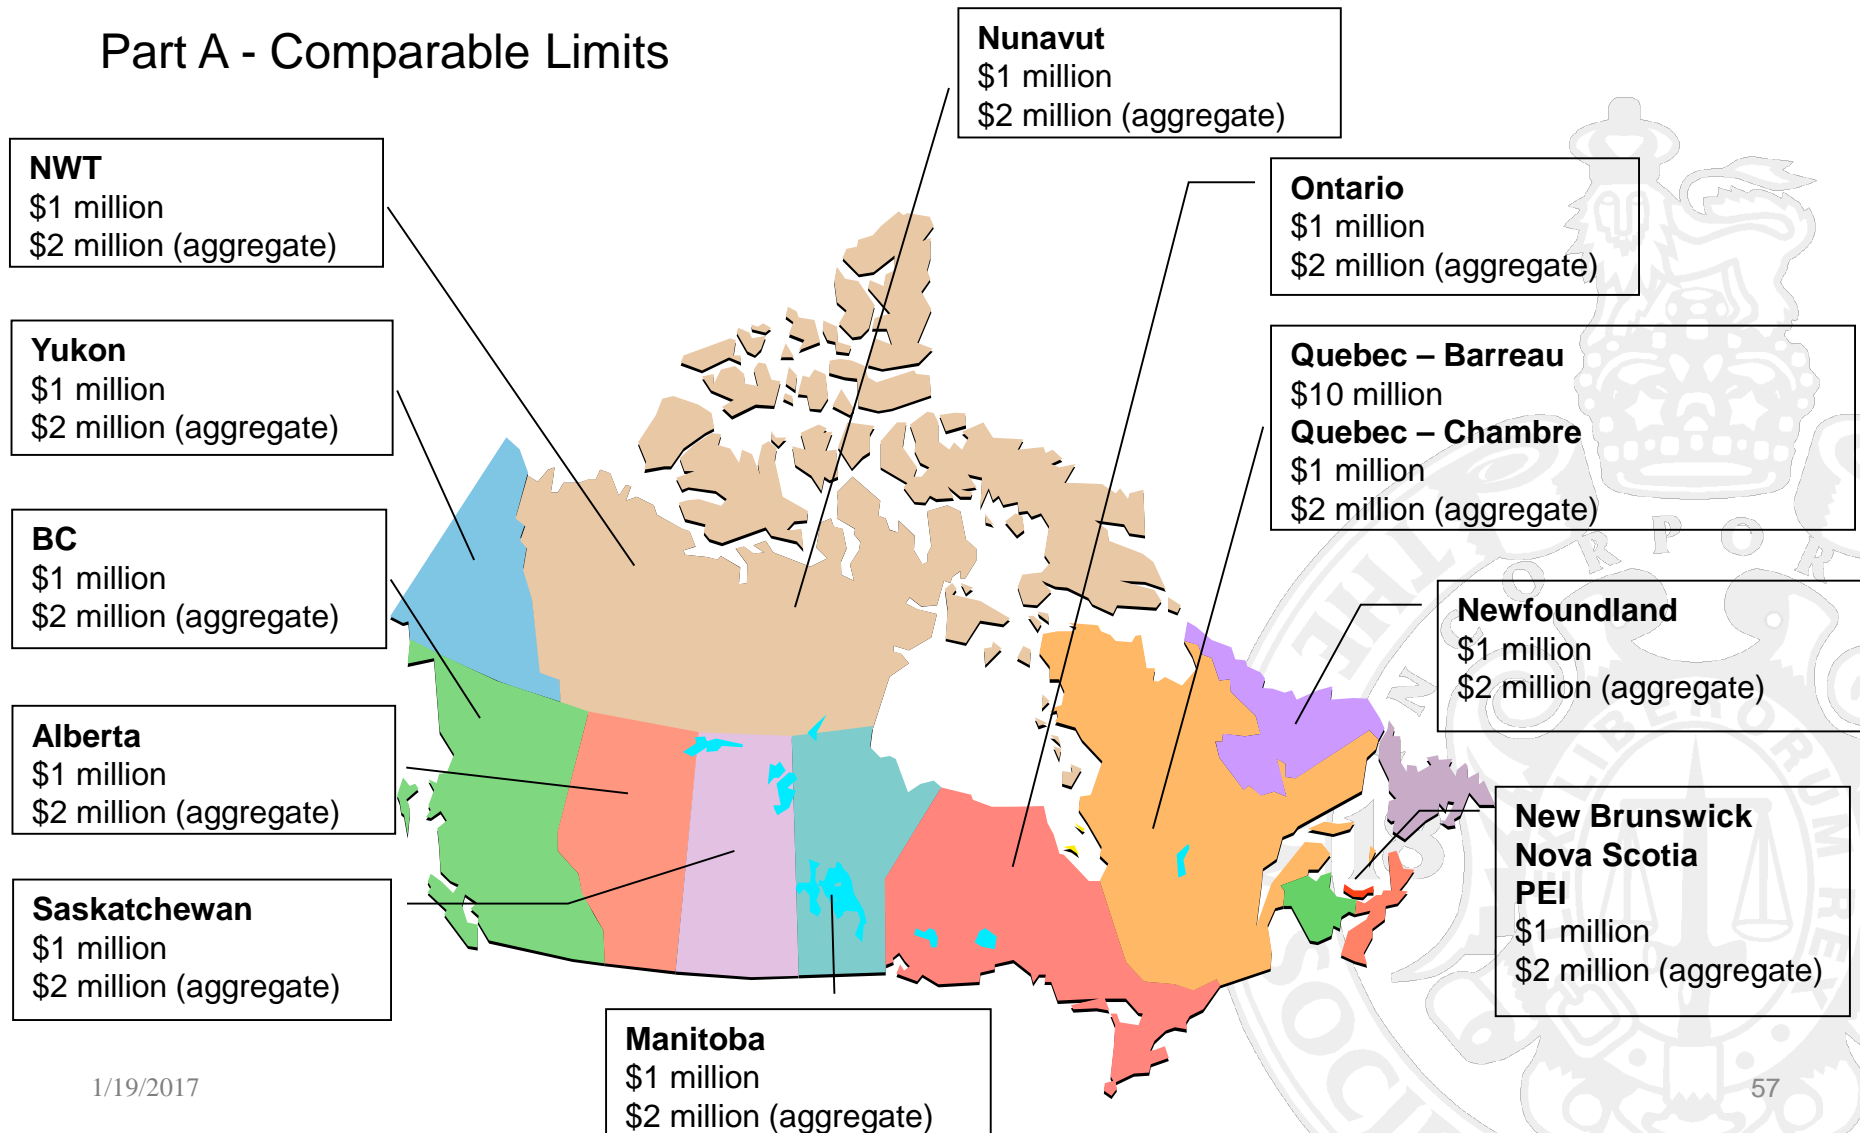 Part A - Comparable Limits
Nunavut
$1 million
$2 million (aggregate)
NWT
$1 million
$2 million (aggregate)
Ontario
$1 million
$2 million (aggregate)
Yukon
$1 million
$2 million (aggregate)
Quebec – Barreau
$10 million
Quebec – Chambre
$1 million
$2 million (aggregate)
BC
$1 million
$2 million (aggregate)
Newfoundland
$1 million
$2 million (aggregate)
Alberta
$1 million
$2 million (aggregate)
New Brunswick
Nova Scotia
PEI
$1 million
$2 million (aggregate)
Saskatchewan
$1 million
$2 million (aggregate)
Manitoba
$1 million
$2 million (aggregate)
1/19/2017
57
THE
SOCI
LIBERORUM